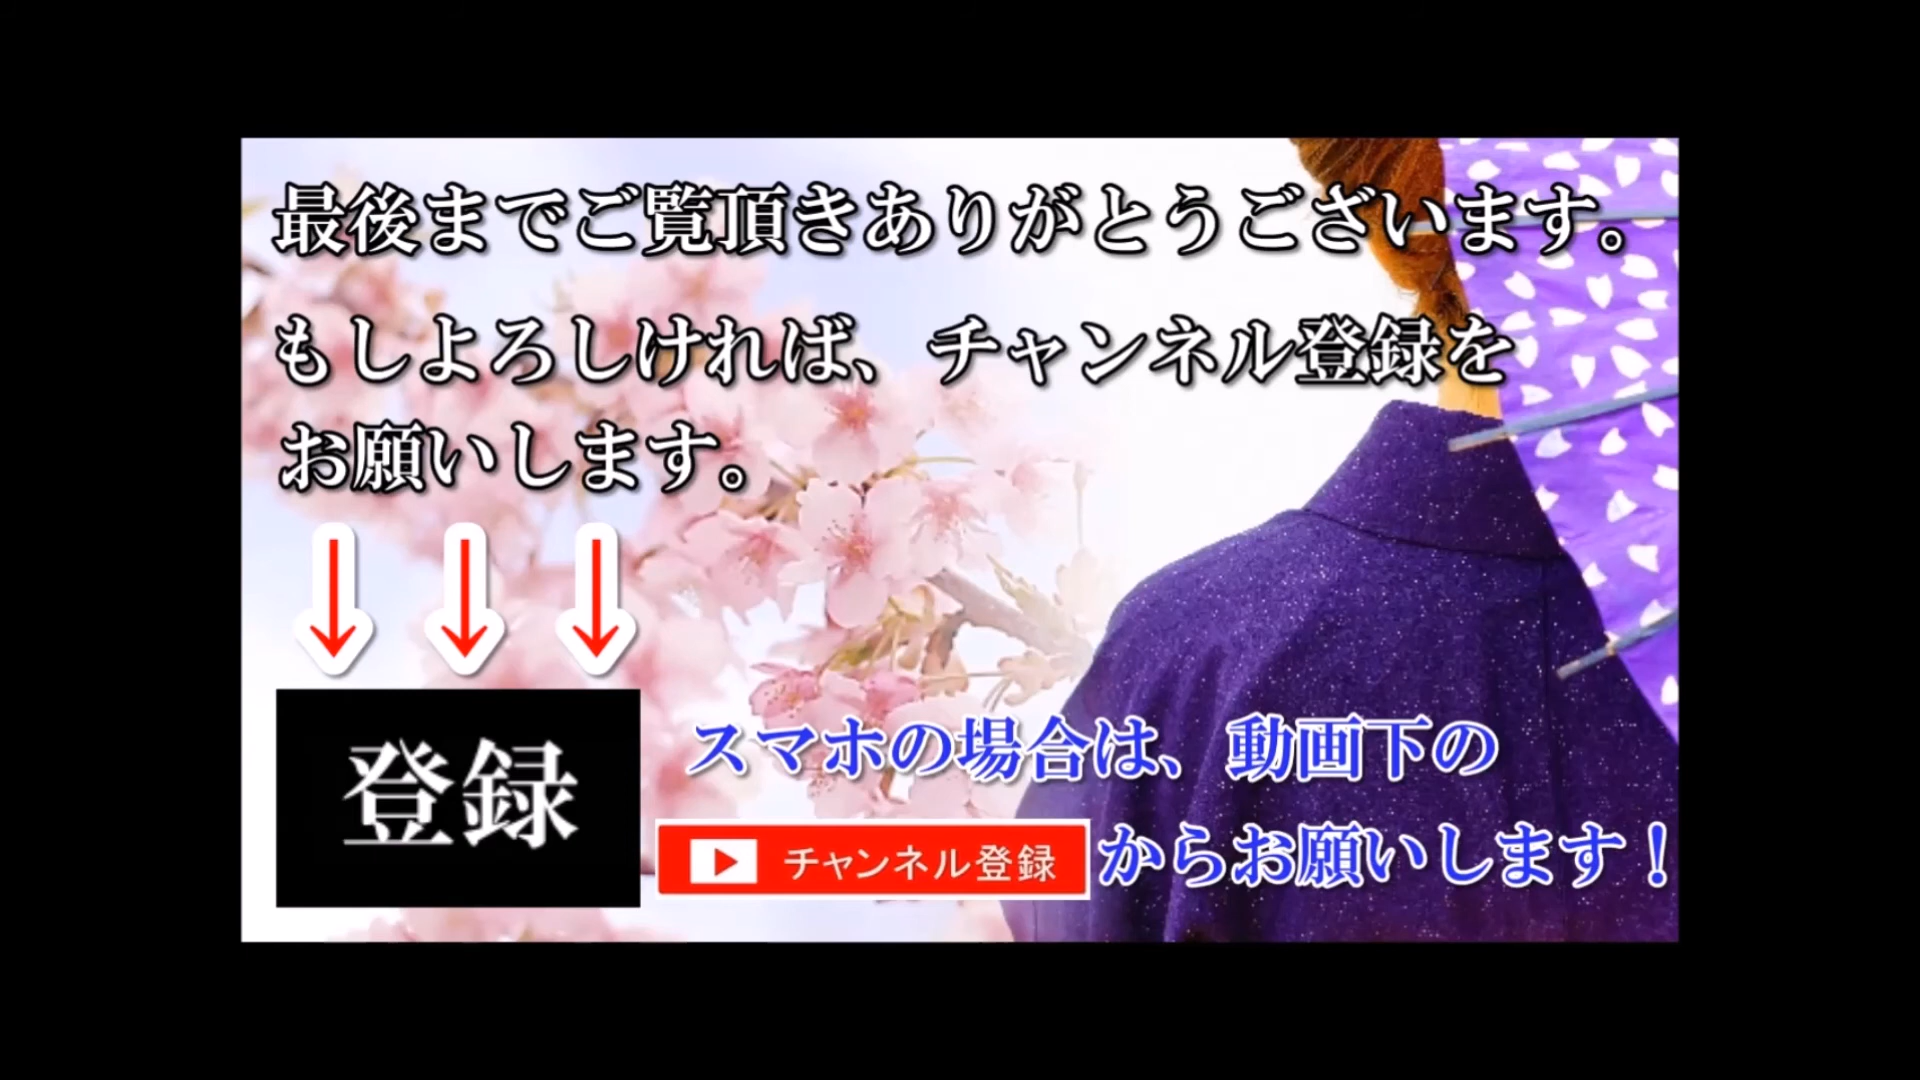 最後までご覧頂きありがとうございます。
もしよろしければ、チャンネル登録を
お願いします。
登録
スマホの場合は、動画下の
チャンネル登録 からお願いします！